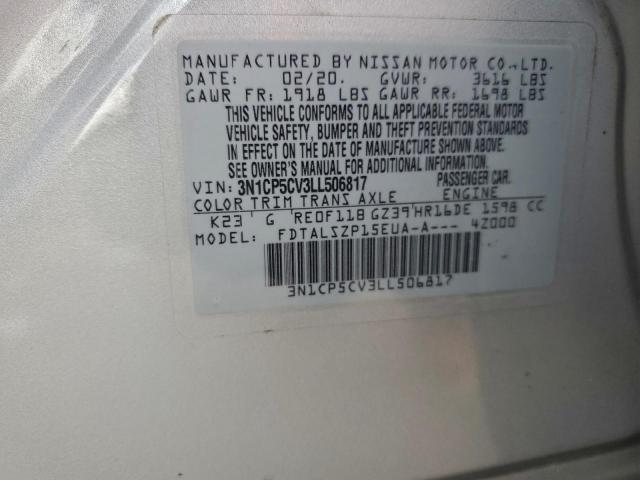 MANUFACTURED BY NISSAN MOTOR CO.,LTD.
DATE: 02/20. GVWR: 3616 LBS
GAWR FR: 1918 LBS GAWR RR: 1698 LBS
THIS VEHICLE CONFORMS TO ALL APPLICABLE FEDERAL MOTOR
VEHICLE SAFETY, BUMPER AND THEFT PREVENTION STANDARDS
IN EFFECT ON THE DATE OF MANUFACTURE SHOWN ABOVE.
SEE OWNER'S MANUAL FOR ADDITIONAL INFORMATION.
VIN: 3N1CP5CV3LL506817 PASSENGER CAR.
COLOR TRIM TRANS AXLE ENGINE
K23 G RE0F11B GZ39 HR16DE 1598 CC
MODEL: FDTALSZP15EUA-A--- 4Z000
3N1CP5CV3LL506817